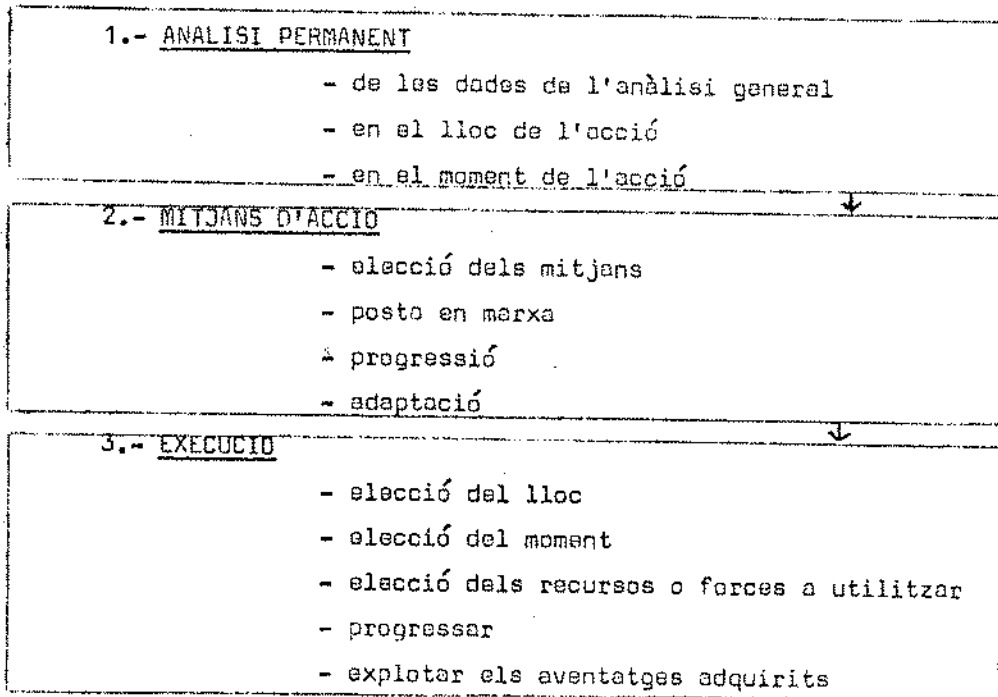 1.- ANALISI PERMANENT
- de les dades de l'anàlisi general
- en el lloc de l'acció
- en el moment de l'acció
2.- MITJANS D'ACCIO
- elecció dels mitjans
- posta en marxa
- progressió
- adaptació
3.- EXECUCIO
- elecció del lloc
- elecció del moment
- elecció dels recursos o forces a utilitzar
- progressar
- explotar els aventatges adquirits